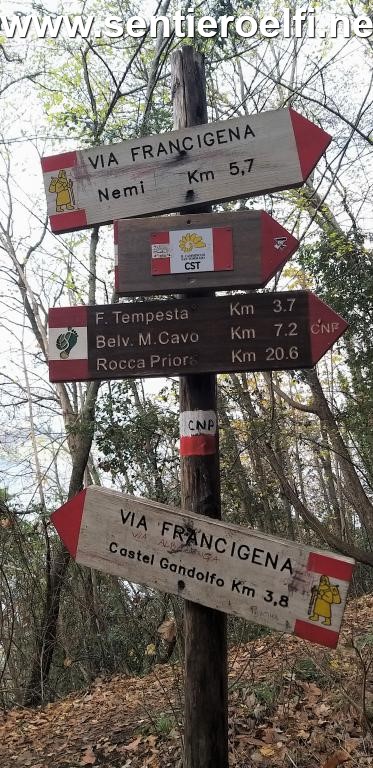 www.sentieroelfi.net
VIA FRANCIGENA
Nemi Km 5,7
CST
F. Tempesta Km 3.7
Belv. M.Cavo Km 7.2 CNP
Rocca Priora Km 20.6
CNP
VIA FRANCIGENA
Castel Gandolfo Km 3,8